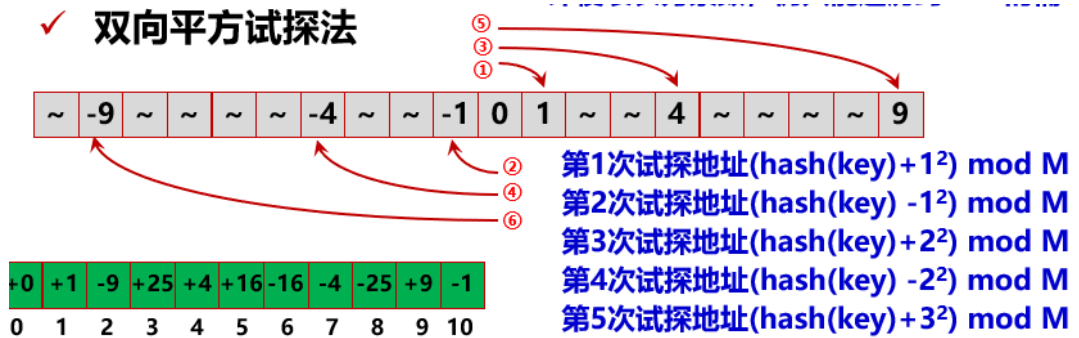 ✓ 双向平方试探法
⑤
③
①
~ -9 ~ ~ ~ ~ -4 ~ ~ -1 0 1 ~ ~ 4 ~ ~ ~ ~ 9
②
④
⑥
第1次试探地址(hash(key)+1²) mod M
第2次试探地址(hash(key) -1²) mod M
第3次试探地址(hash(key)+2²) mod M
第4次试探地址(hash(key) -2²) mod M
第5次试探地址(hash(key)+3²) mod M
+0 +1 -9 +25 +4 +16 -16 -4 -25 +9 -1
0 1 2 3 4 5 6 7 8 9 10